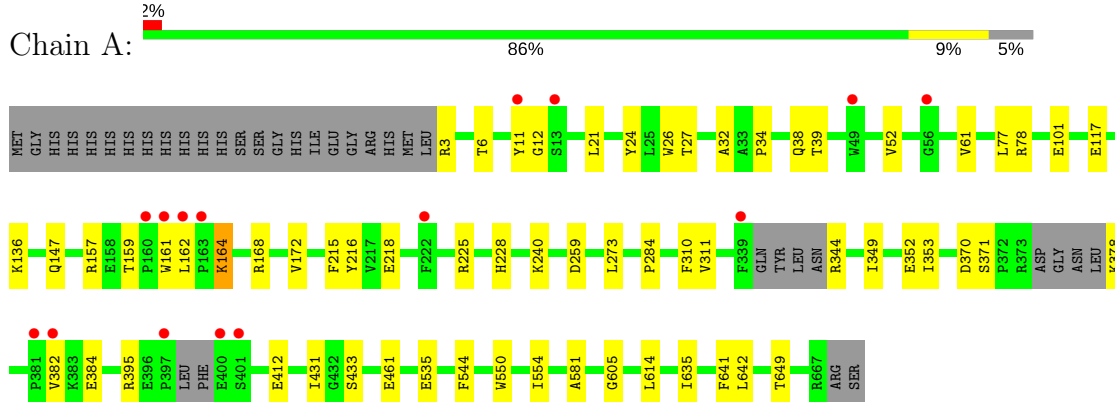 2%
Chain A:
86% 9% 5%
MET GLY HIS HIS HIS HIS HIS HIS HIS HIS HIS HIS SER SER GLY HIS ILE GLU GLY ARG HIS MET LEU R3 T6 Y11 G12 S13 L21 Y24 L25 W26 T27 A32 A33 P34 Q38 T39 W49 V52 G56 V61 L77 R78 E101 E117
K136 Q147 R157 E158 T159 P160 W161 L162 P163 K164 R168 V172 F215 Y216 V217 E218 F222 R225 H228 K240 D259 L273 P284 F310 V311 F339 GLN TYR LEU ASN R344 I349 E352 I353 D370 S371 P372 R373 ASP GLY ASN LEU K378
P381 V382 K383 E384 R395 E396 P397 LEU PHE E400 S401 E412 I431 G432 S433 E461 E535 F544 W550 I554 A581 G605 L614 I635 F641 L642 T649 R667 ARG SER